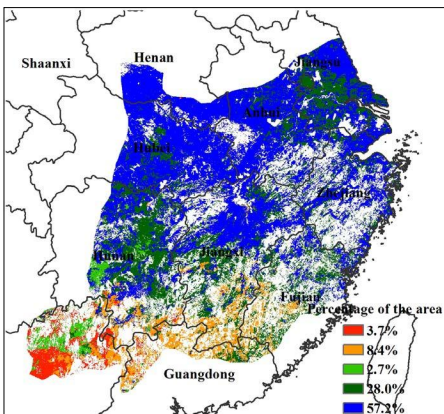 Henan
Shaanxi
Jiangsu
Anhui
Hubei
Zhejiang
Hunan
Jiangxi
Fujian
Percentage of the area
3.7%
8.4%
2.7%
Guangdong
28.0%
57.2%